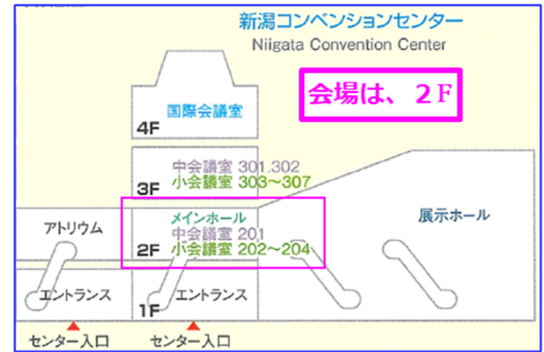 新潟コンベンションセンター
Niigata Convention Center
会場は、２F
国際会議室
4F
中会議室 301.302
3F 小会議室 303～307
メインホール
中会議室 201
2F 小会議室 202～204
アトリウム
展示ホール
エントランス
エントランス
1F
センター入口
センター入口